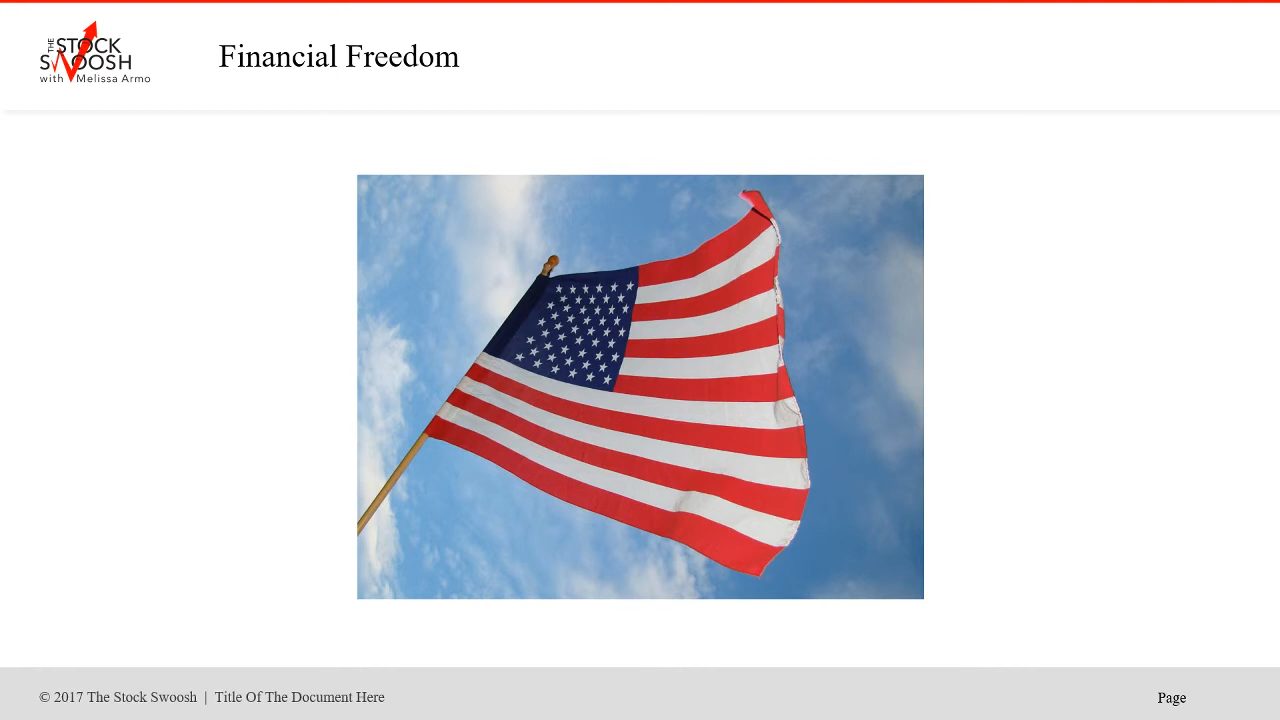 THE STOCK
SWOOSH
with Melissa Armo
Financial Freedom
© 2017 The Stock Swoosh | Title Of The Document Here
Page